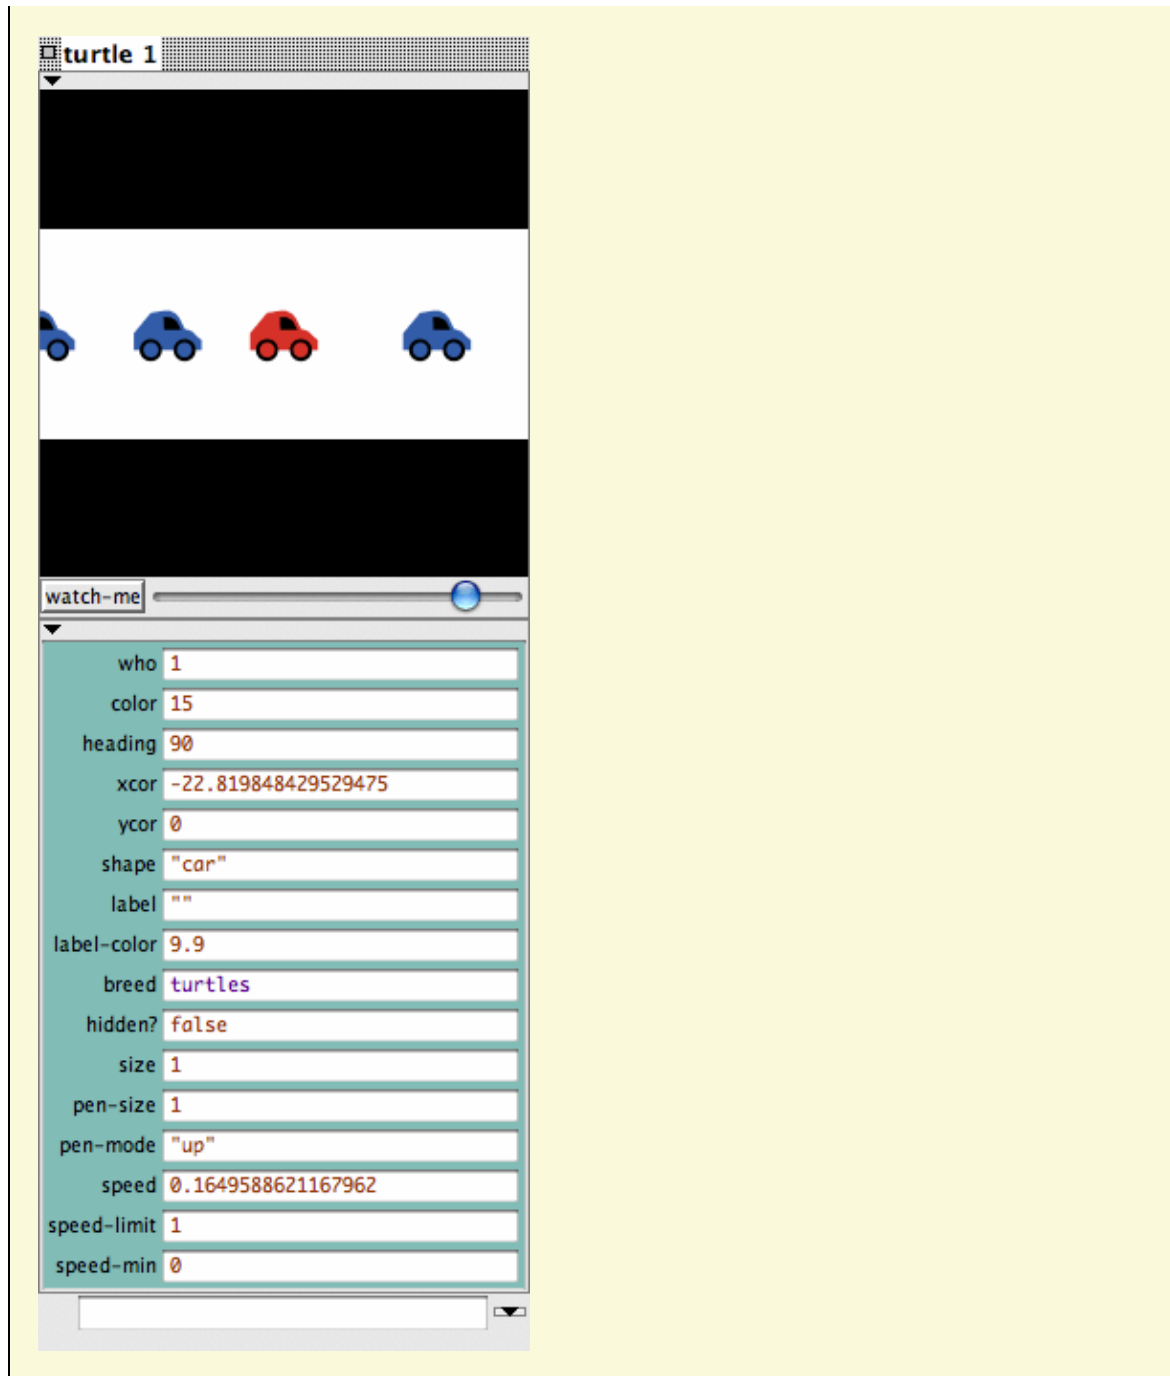 turtle 1
watch-me
who 1
color 15
heading 90
xcor -22.819848429529475
ycor 0
shape "car"
label ""
label-color 9.9
breed turtles
hidden? false
size 1
pen-size 1
pen-mode "up"
speed 0.1649588621167962
speed-limit 1
speed-min 0